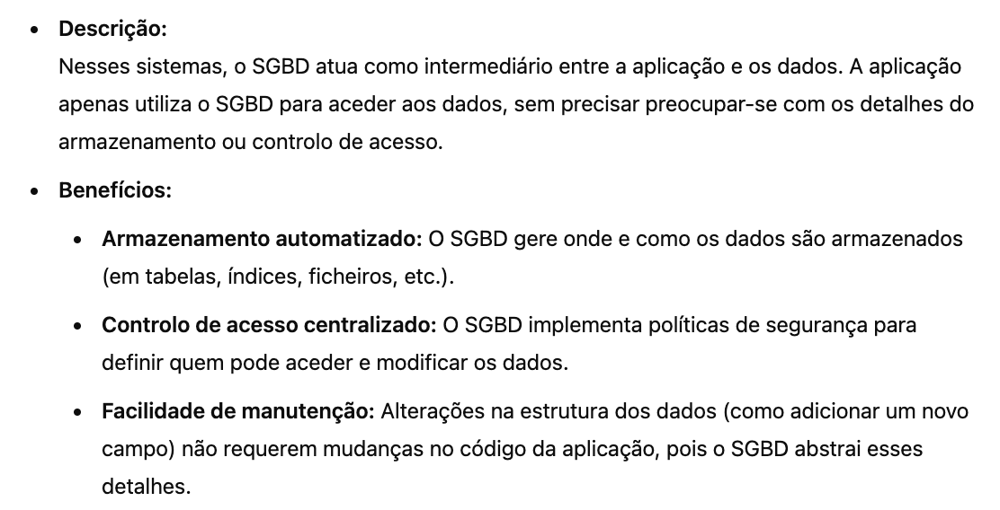 • Descrição:
Nesses sistemas, o SGBD atua como intermediário entre a aplicação e os dados. A aplicação
apenas utiliza o SGBD para aceder aos dados, sem precisar preocupar-se com os detalhes do
armazenamento ou controlo de acesso.
• Benefícios:
• Armazenamento automatizado: O SGBD gere onde e como os dados são armazenados
(em tabelas, índices, ficheiros, etc.).
• Controlo de acesso centralizado: O SGBD implementa políticas de segurança para
definir quem pode aceder e modificar os dados.
• Facilidade de manutenção: Alterações na estrutura dos dados (como adicionar um novo
campo) não requerem mudanças no código da aplicação, pois o SGBD abstrai esses
detalhes.